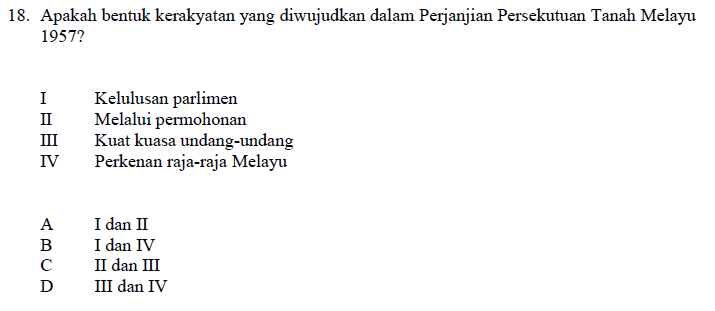 18. Apakah bentuk kerakyatan yang diwujudkan dalam Perjanjian Persekutuan Tanah Melayu
1957?
I Kelulusan parlimen
II Melalui permohonan
III Kuat kuasa undang-undang
IV Perkenan raja-raja Melayu
A I dan II
B I dan IV
C II dan III
D III dan IV